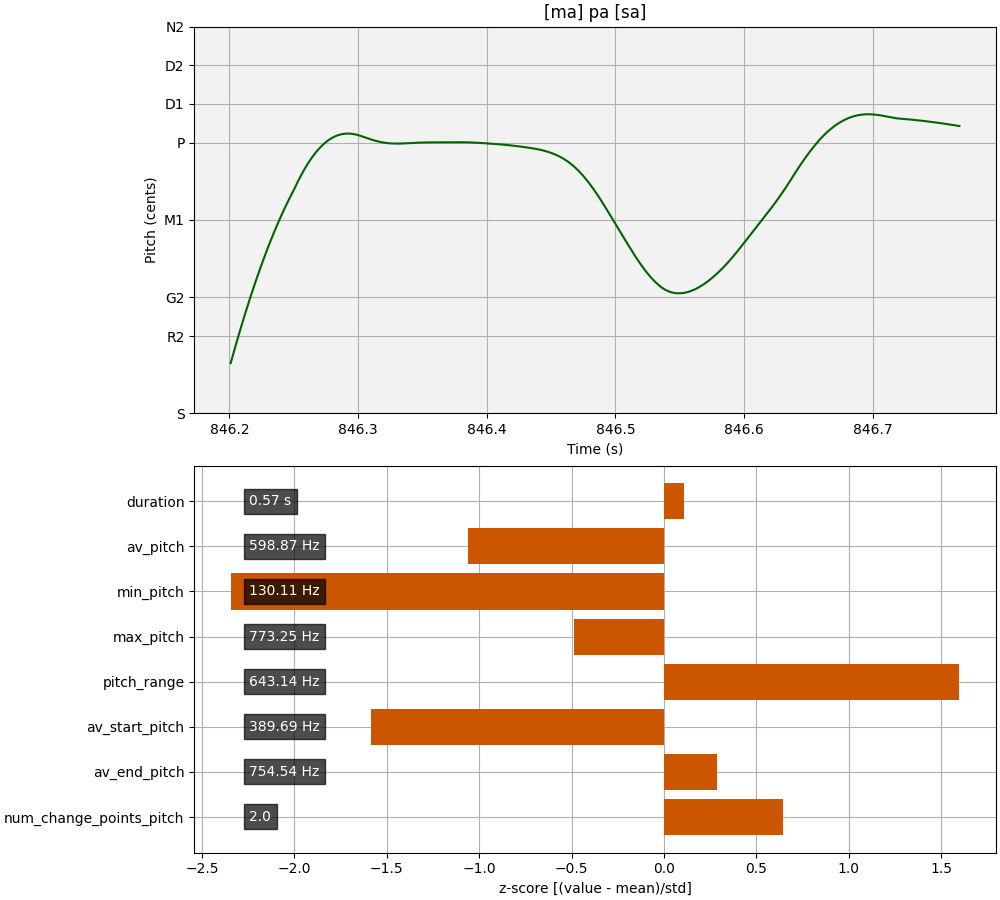 [ma] pa [sa]
N2
D2
D1
P
M1
G2
R2
S
Pitch (cents)
846.2 846.3 846.4 846.5 846.6 846.7
Time (s)
duration 0.57 s
av_pitch 598.87 Hz
min_pitch 130.11 Hz
max_pitch 773.25 Hz
pitch_range 643.14 Hz
av_start_pitch 389.69 Hz
av_end_pitch 754.54 Hz
num_change_points_pitch 2.0
−2.5 −2.0 −1.5 −1.0 −0.5 0.0 0.5 1.0 1.5
z-score [(value - mean)/std]